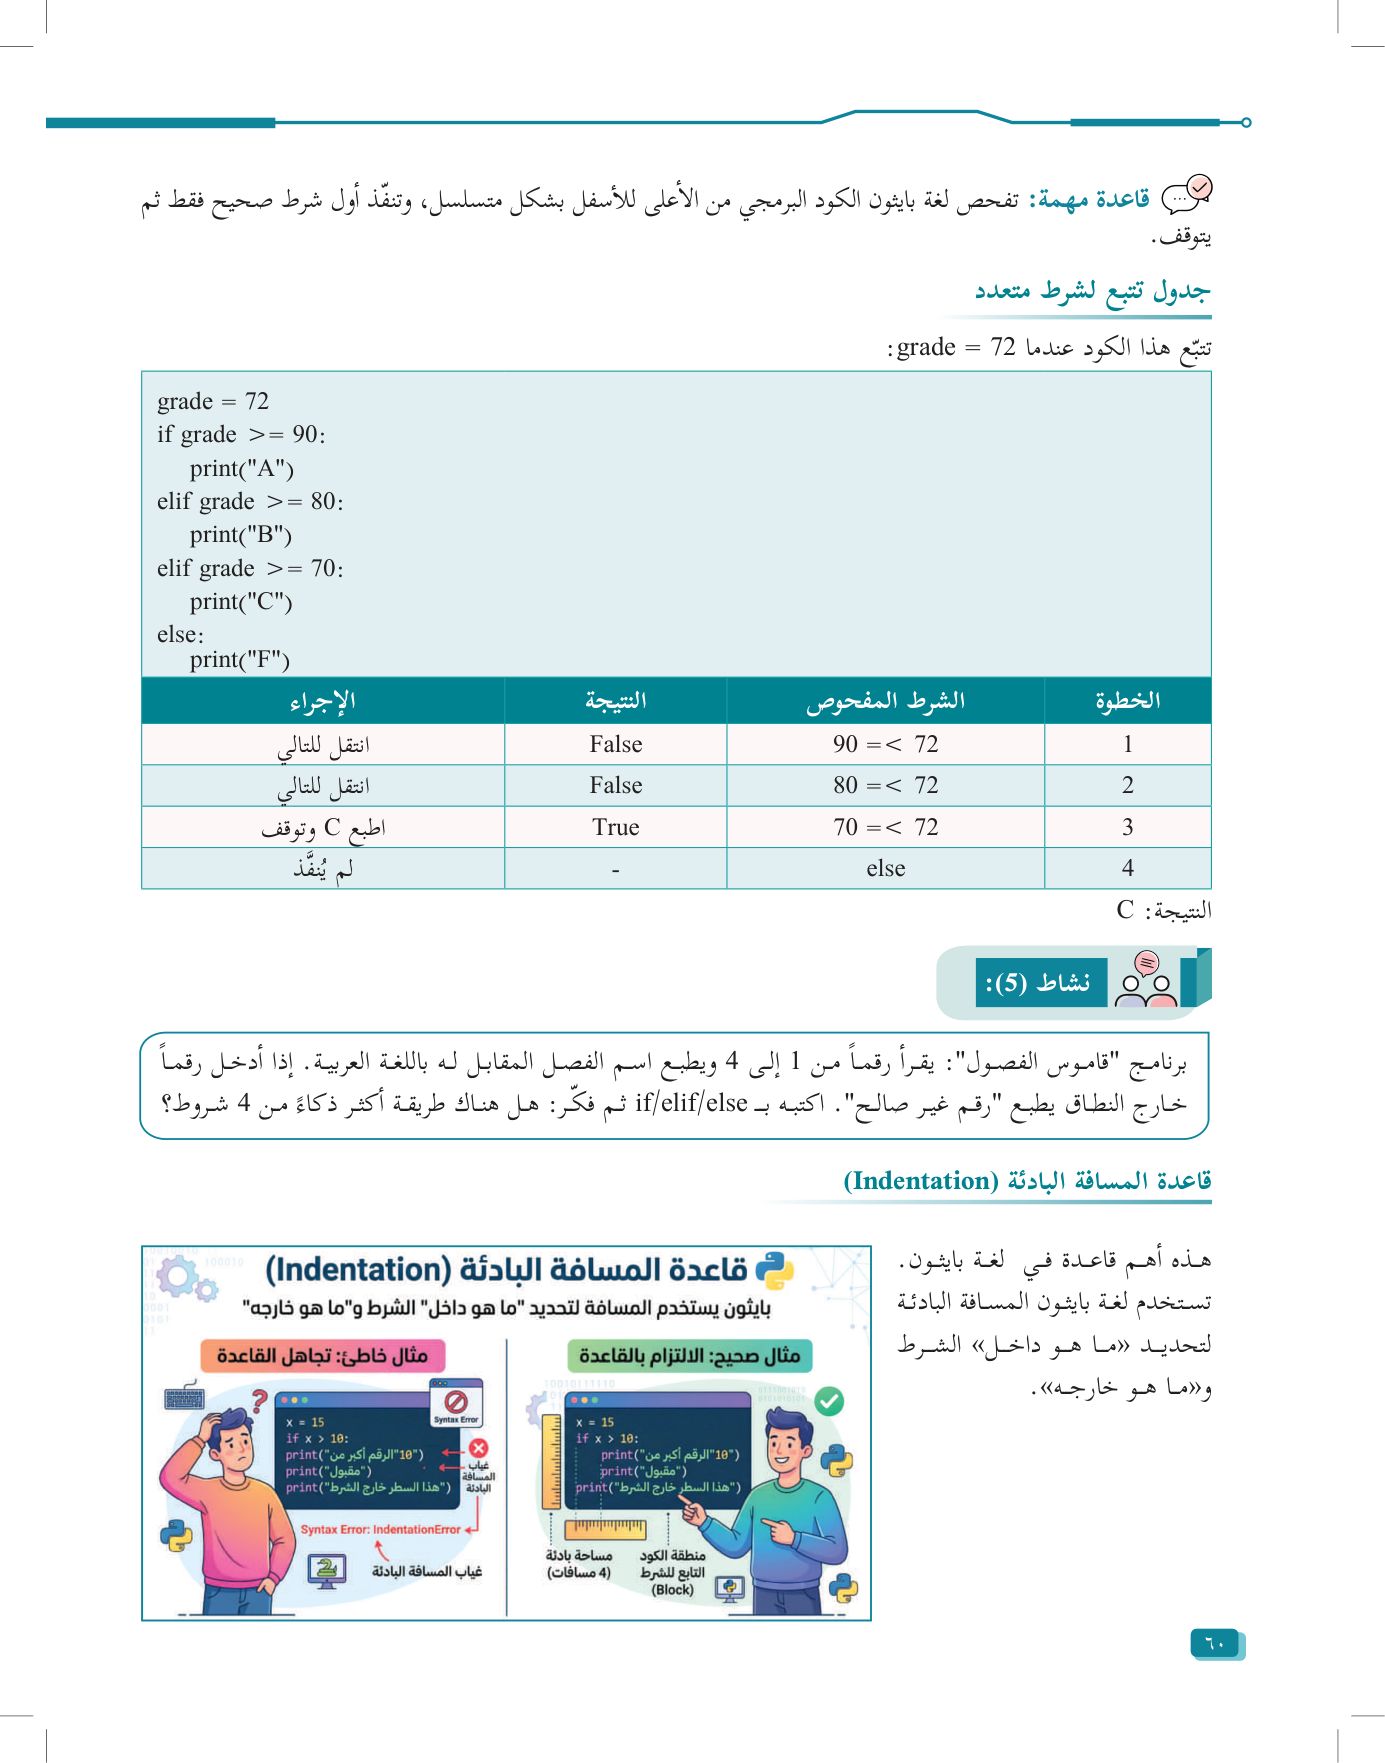 قاعدة مهمة: تفحص لغة بايثون الكود البرمجي من الأعلى للأسفل بشكل متسلسل، وتنفّذ أول شرط صحيح فقط ثم
يتوقف.
جدول تتبع لشرط متعدد
تتبّع هذا الكود عندما grade = 72:
grade = 72
if grade >= 90:
print("A")
elif grade >= 80:
print("B")
elif grade >= 70:
print("C")
else:
print("F")
الخطوة الشرط المفحوص النتيجة الإجراء
1 90 =< 72 False انتقل للتالي
2 80 =< 72 False انتقل للتالي
3 70 =< 72 True اطبع C وتوقف
4 else - لم يُنفَّذ
النتيجة: C
نشاط (5):
برنامج "قاموس الفصول": يقرأ رقماً من 1 إلى 4 ويطبع اسم الفصل المقابل له باللغة العربية. إذا أدخل رقماً
خارج النطاق يطبع "رقم غير صالح". اكتبه بـ if/elif/else ثم فكّر: هل هناك طريقة أكثر ذكاءً من 4 شروط؟
قاعدة المسافة البادئة (Indentation)
هذه أهم قاعدة في لغة بايثون.
تستخدم لغة بايثون المسافة البادئة
لتحديد «ما هو داخل» الشرط
و«ما هو خارجه».
قاعدة المسافة البادئة (Indentation)
بايثون يستخدم المسافة لتحديد "ما هو داخل" الشرط و"ما هو خارجه"
مثال صحيح: الالتزام بالقاعدة
x = 15
if x > 10:
print("الرقم أكبر من"10")
print("مقبول")
print("هذا السطر خارج الشرط")
منطقة الكود
التابع للشرط
(Block)
مساحة بادئة
(4 مسافات)
مثال خاطئ: تجاهل القاعدة
Syntax Error
x = 15
if x > 10:
print("الرقم أكبر من"10")
print("مقبول")
print("هذا السطر خارج الشرط")
غياب
المسافة
البادئة
Syntax Error: IndentationError
غياب المسافة البادئة
٦٠